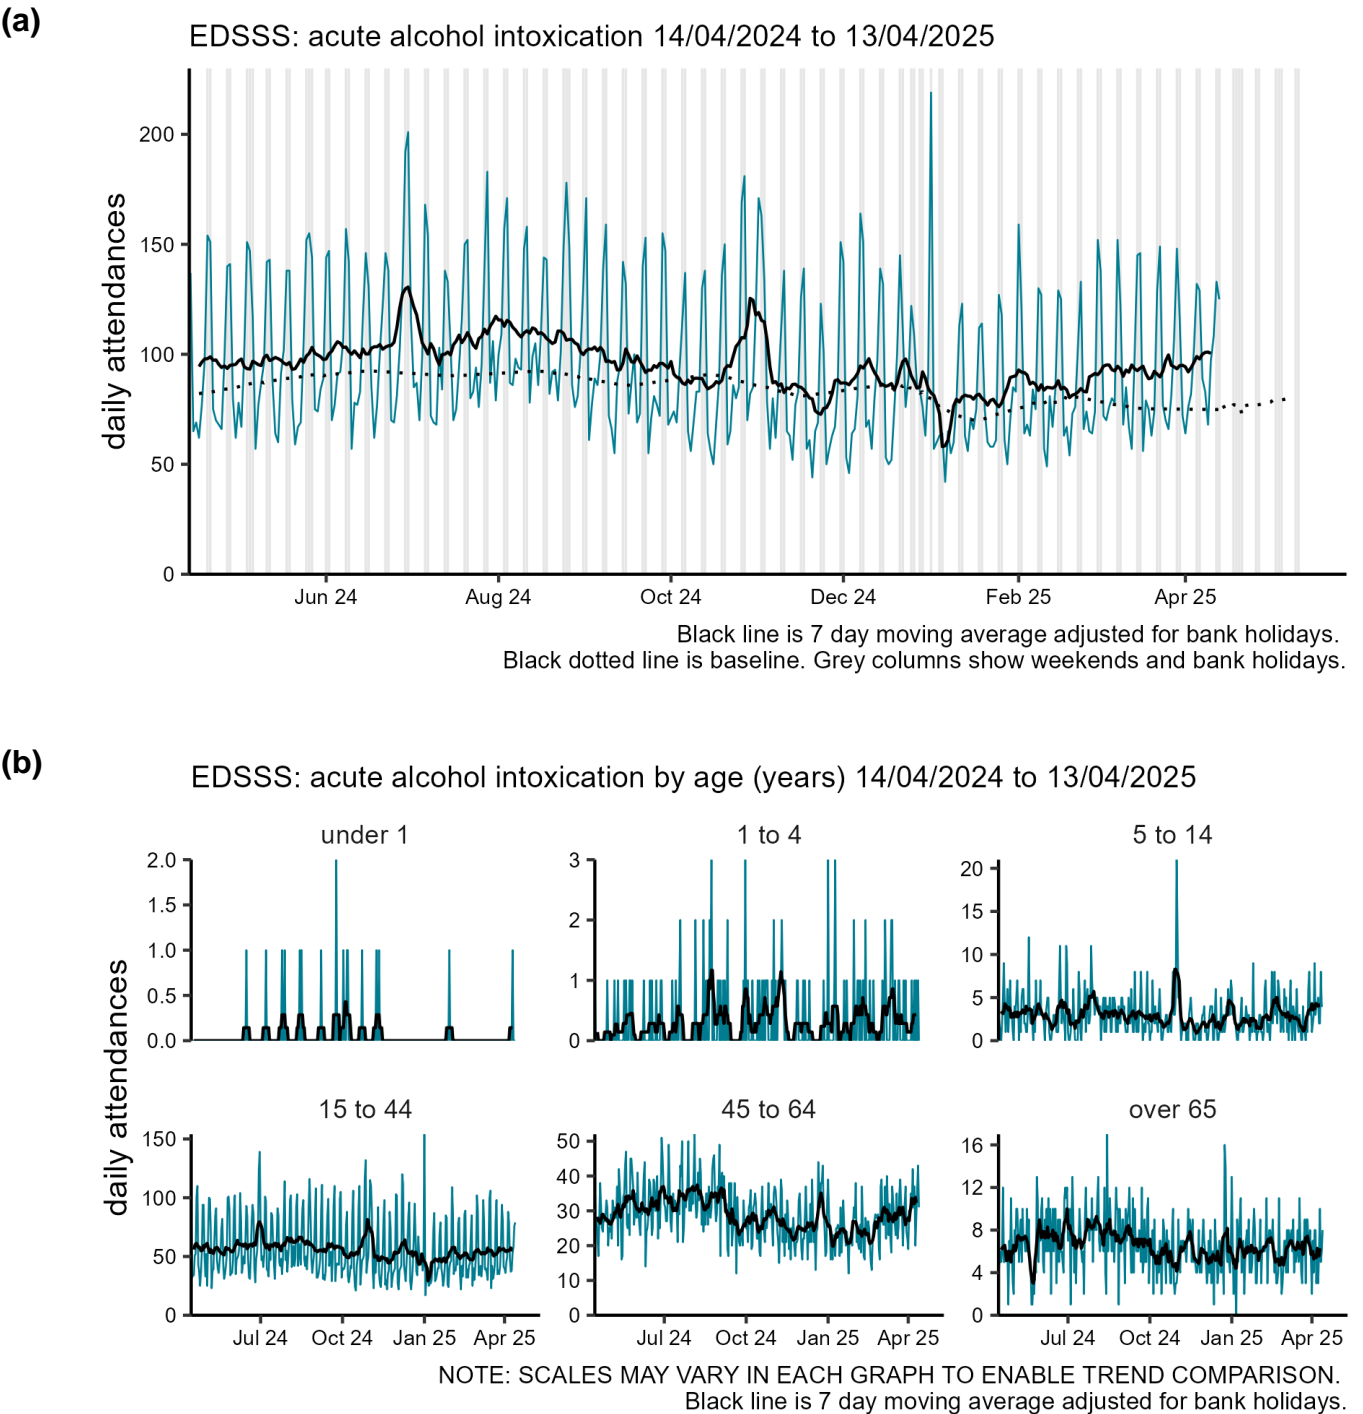 (a)
EDSSS: acute alcohol intoxication 14/04/2024 to 13/04/2025
daily attendances
200
150
100
50
0
Jun 24 Aug 24 Oct 24 Dec 24 Feb 25 Apr 25
Black line is 7 day moving average adjusted for bank holidays.
Black dotted line is baseline. Grey columns show weekends and bank holidays.
(b)
EDSSS: acute alcohol intoxication by age (years) 14/04/2024 to 13/04/2025
daily attendances
under 1
2.0
1.5
1.0
0.5
0.0
1 to 4
3
2
1
0
5 to 14
20
15
10
5
0
15 to 44
150
100
50
0
Jul 24 Oct 24 Jan 25 Apr 25
45 to 64
50
40
30
20
10
0
Jul 24 Oct 24 Jan 25 Apr 25
over 65
16
12
8
4
0
Jul 24 Oct 24 Jan 25 Apr 25
NOTE: SCALES MAY VARY IN EACH GRAPH TO ENABLE TREND COMPARISON.
Black line is 7 day moving average adjusted for bank holidays.